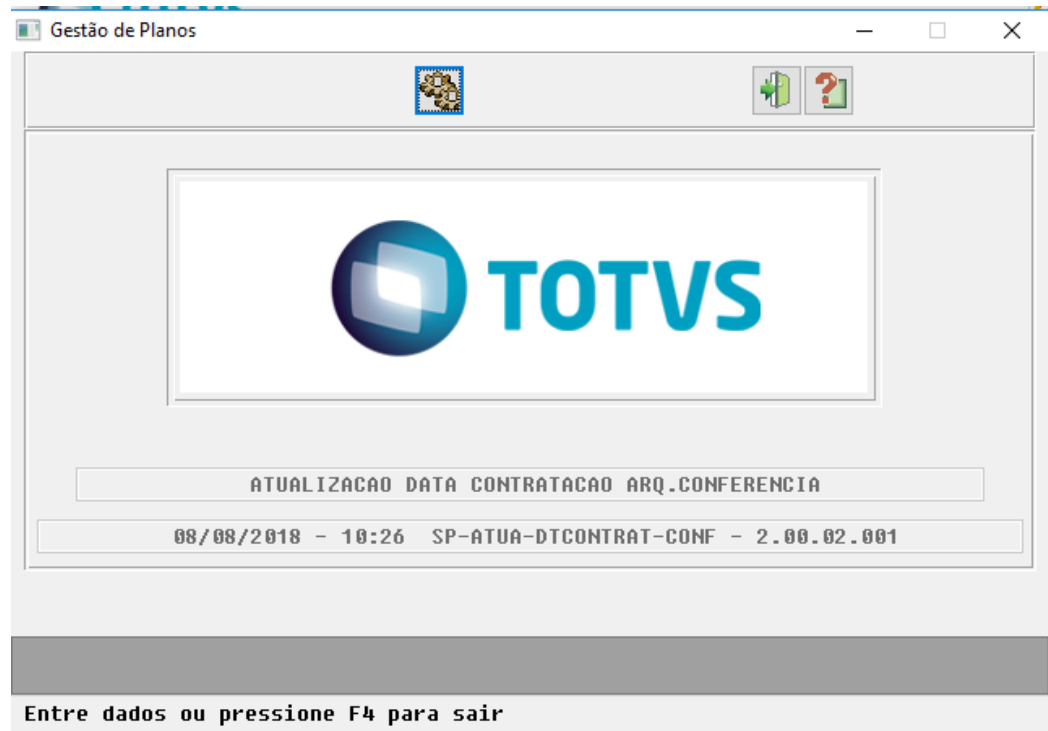 Gestão de Planos
TOTVS
ATUALIZACAO DATA CONTRATACAO ARQ.CONFERENCIA
08/08/2018 - 10:26 SP-ATUA-DTCONTRAT-CONF - 2.00.02.001
Entre dados ou pressione F4 para sair